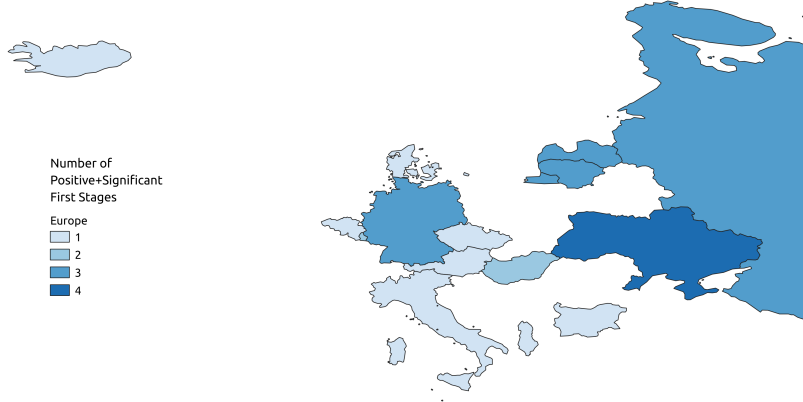 Number of
Positive+Significant
First Stages
Europe
1
2
3
4